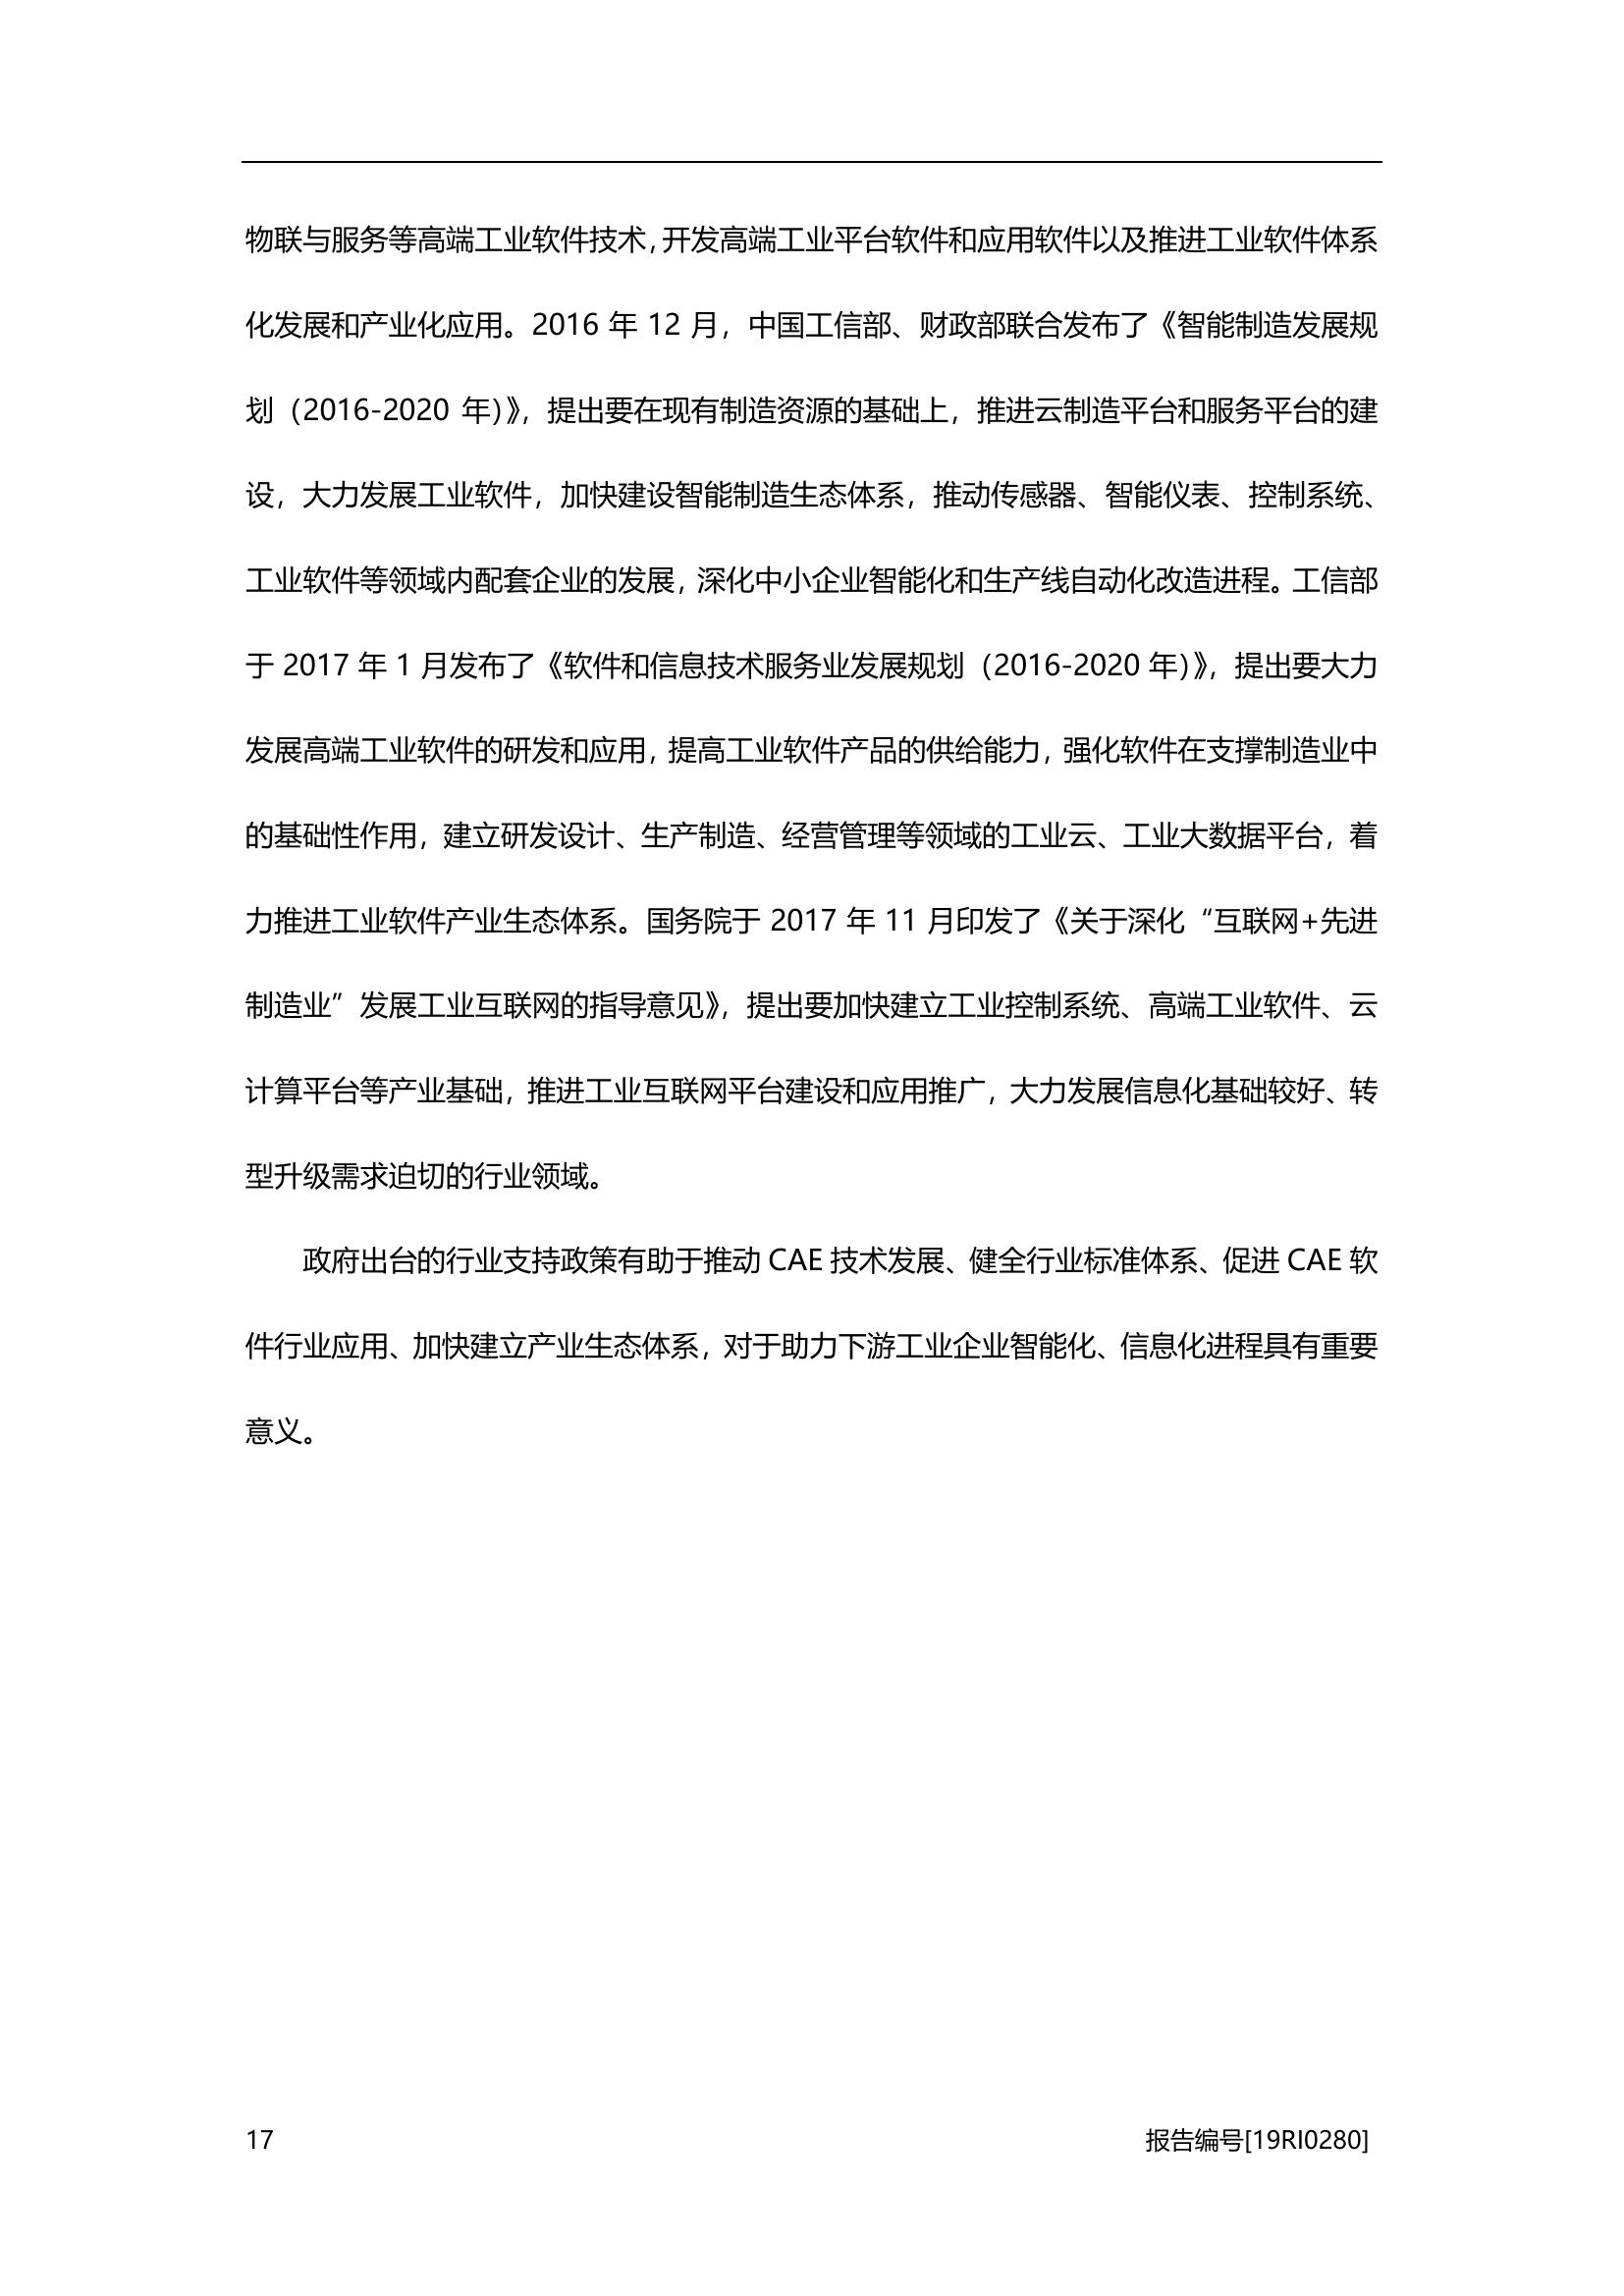 物联与服务等高端工业软件技术，开发高端工业平台软件和应用软件以及推进工业软件体系
化发展和产业化应用。2016 年 12 月，中国工信部、财政部联合发布了《智能制造发展规
划（2016-2020 年）》，提出要在现有制造资源的基础上，推进云制造平台和服务平台的建
设，大力发展工业软件，加快建设智能制造生态体系，推动传感器、智能仪表、控制系统、
工业软件等领域内配套企业的发展，深化中小企业智能化和生产线自动化改造进程。工信部
于 2017 年 1 月发布了《软件和信息技术服务业发展规划（2016-2020 年）》，提出要大力
发展高端工业软件的研发和应用，提高工业软件产品的供给能力，强化软件在支撑制造业中
的基础性作用，建立研发设计、生产制造、经营管理等领域的工业云、工业大数据平台，着
力推进工业软件产业生态体系。国务院于 2017 年 11 月印发了《关于深化“互联网+先进
制造业”发展工业互联网的指导意见》，提出要加快建立工业控制系统、高端工业软件、云
计算平台等产业基础，推进工业互联网平台建设和应用推广，大力发展信息化基础较好、转
型升级需求迫切的行业领域。
政府出台的行业支持政策有助于推动 CAE 技术发展、健全行业标准体系、促进 CAE 软
件行业应用、加快建立产业生态体系，对于助力下游工业企业智能化、信息化进程具有重要
意义。
17 报告编号[19RI0280]